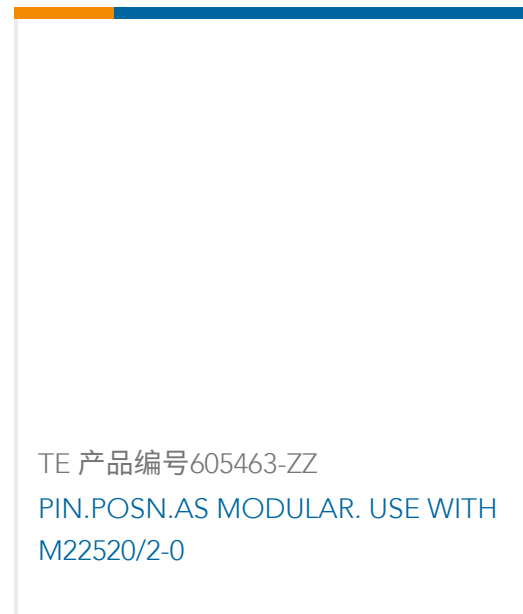 TE 产品编号605463-ZZ
PIN.POSN.AS MODULAR. USE WITH
M22520/2-0